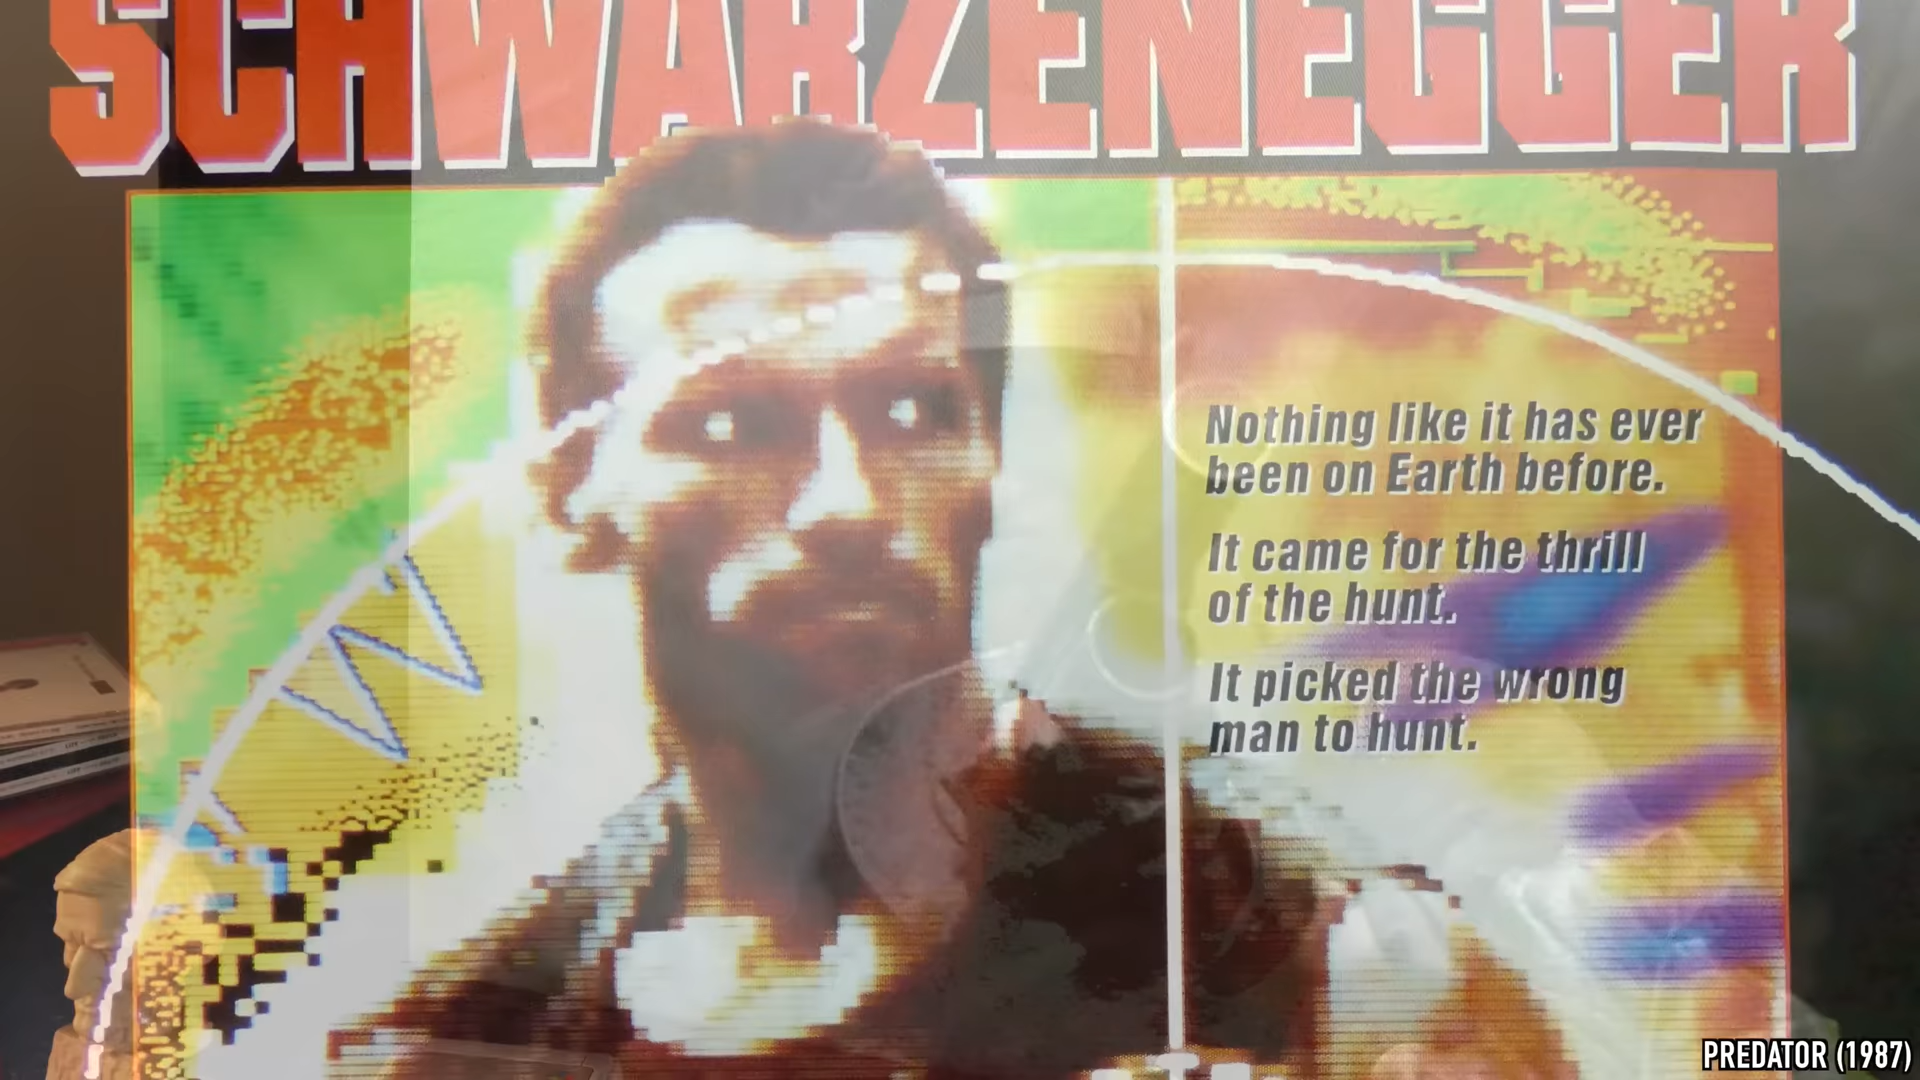 SCHWARZENEGGER
Nothing like it has ever
been on Earth before.
It came for the thrill
of the hunt.
It picked the wrong
man to hunt.
PREDATOR (1987)